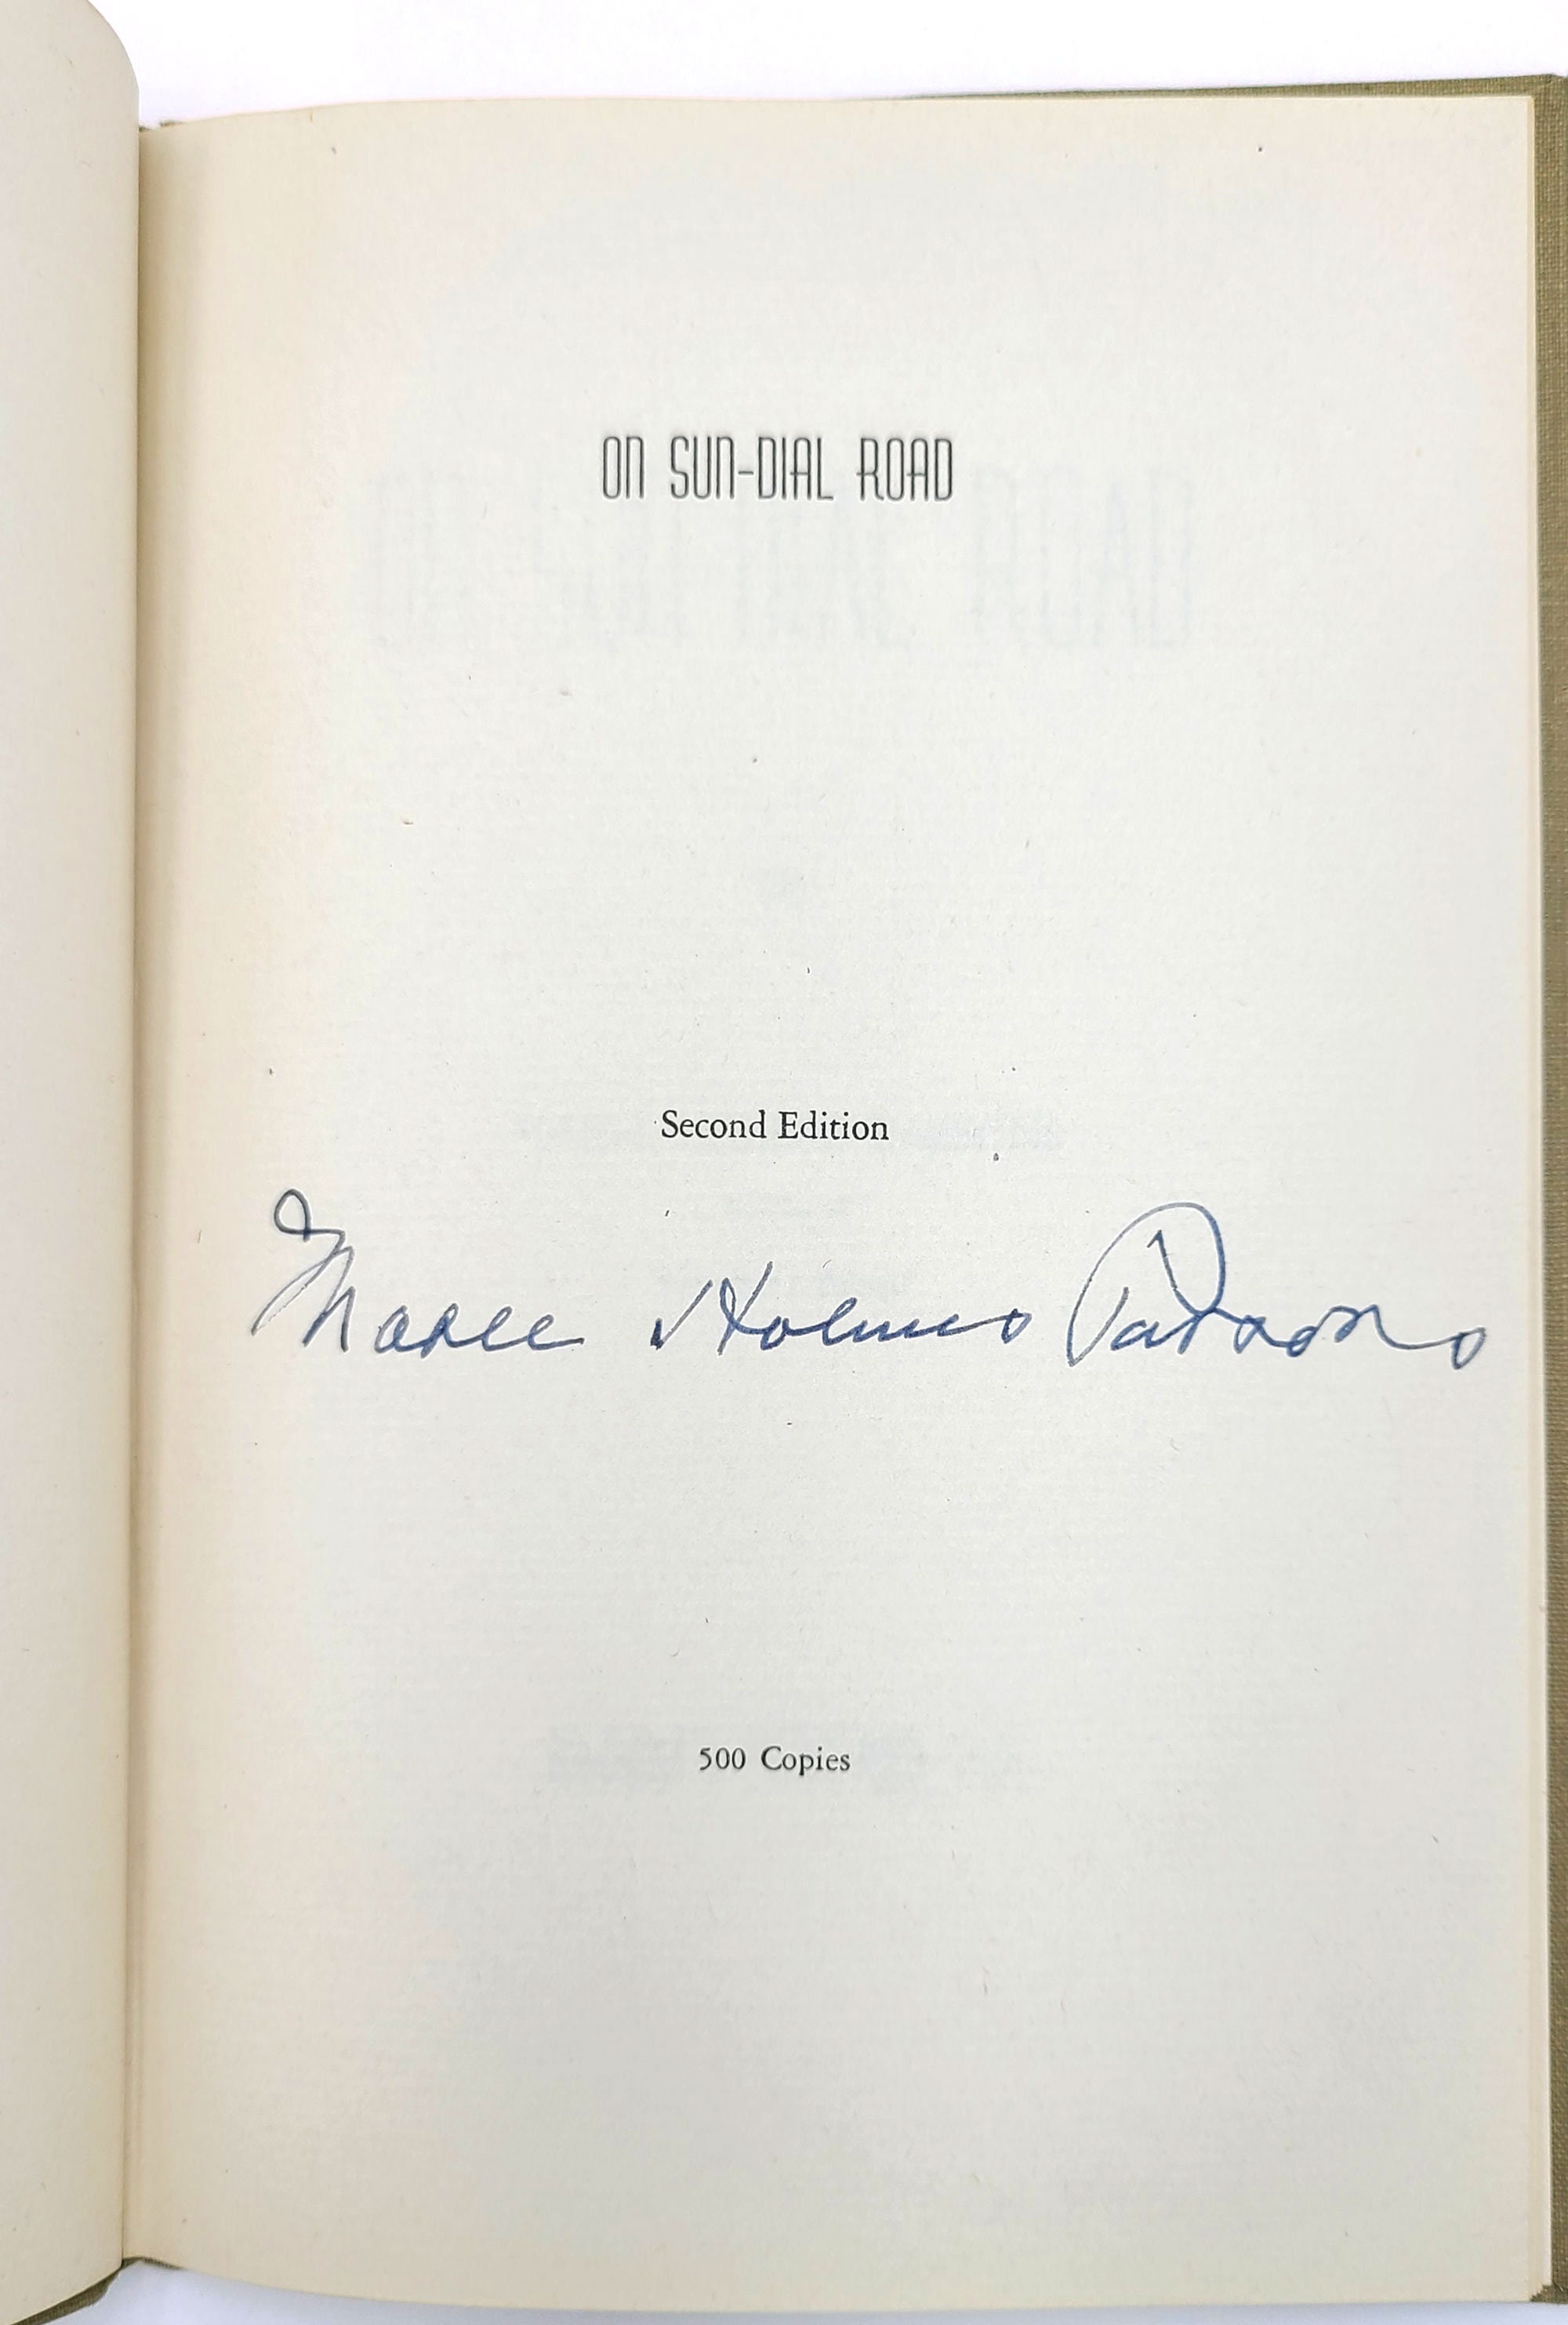 ON SUN-DIAL ROAD
Second Edition
Mabel Holmes Parsons
500 Copies